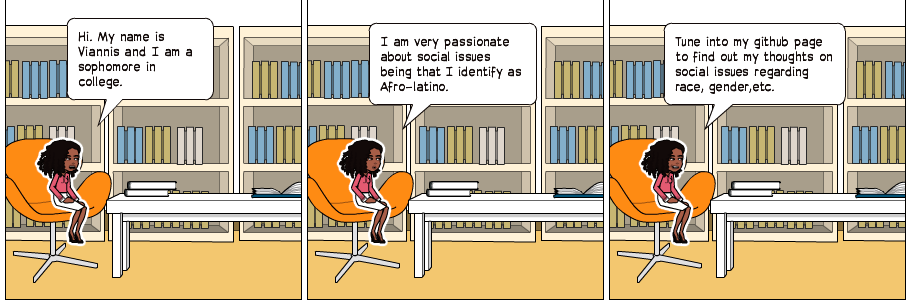 Hi. My name is
Viannis and I am a
sophomore in
college.
I am very passionate
about social issues
being that I identify as
Afro-latino.
Tune into my github page
to find out my thoughts on
social issues regarding
race, gender,etc.